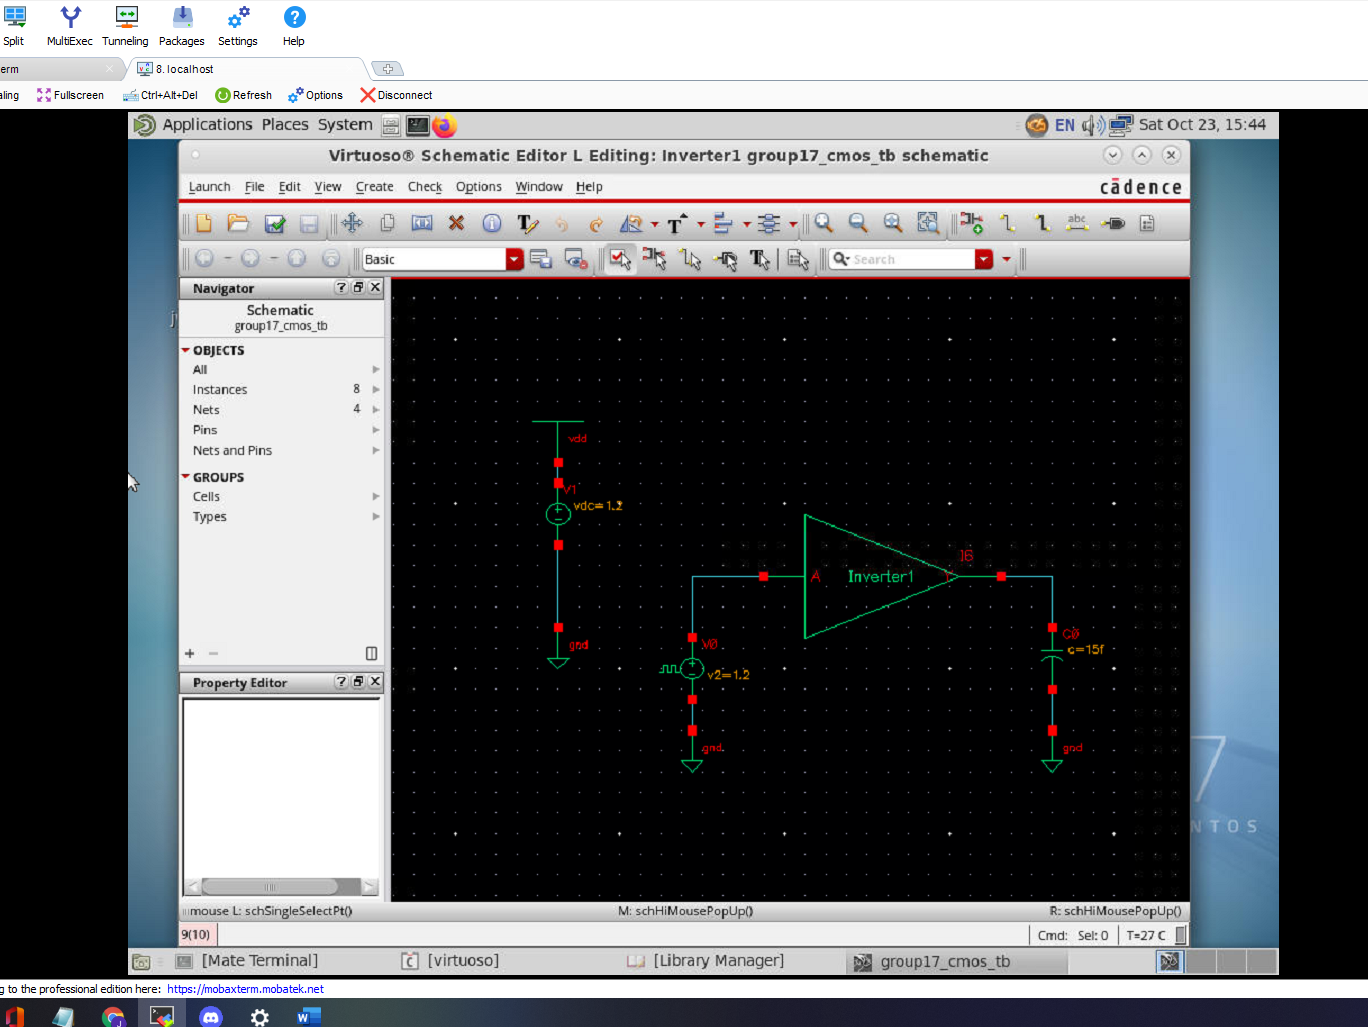 Split MultiExec Tunneling Packages Settings Help
erm 8. localhost
aling Fullscreen Ctrl+Alt+Del Refresh Options Disconnect
Applications Places System EN Sat Oct 23, 15:44
Virtuoso® Schematic Editor L Editing: Inverter1 group17_cmos_tb schematic
Launch File Edit View Create Check Options Window Help cādence
abc
Basic Search
Navigator
Schematic
group17_cmos_tb
OBJECTS
All
Instances 8
Nets 4
Pins
Nets and Pins
GROUPS
Cells
Types
Property Editor
vdd
V1
vdc=1.2
gnd
V0
v2=1.2
gnd
A
Inverter1
Y
I6
C0
c=15f
gnd
7
NTOS
mouse L: schSingleSelectPt() M: schHiMousePopUp() R: schHiMousePopUp()
9(10) Cmd: Sel: 0 T=27 C
[Mate Terminal] [virtuoso] [Library Manager] group17_cmos_tb
g to the professional edition here: https://mobaxterm.mobatek.net